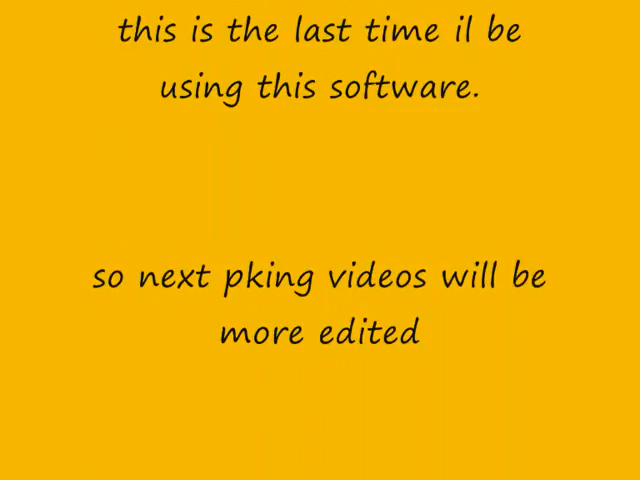 this is the last time il be
using this software.
so next pking videos will be
more edited